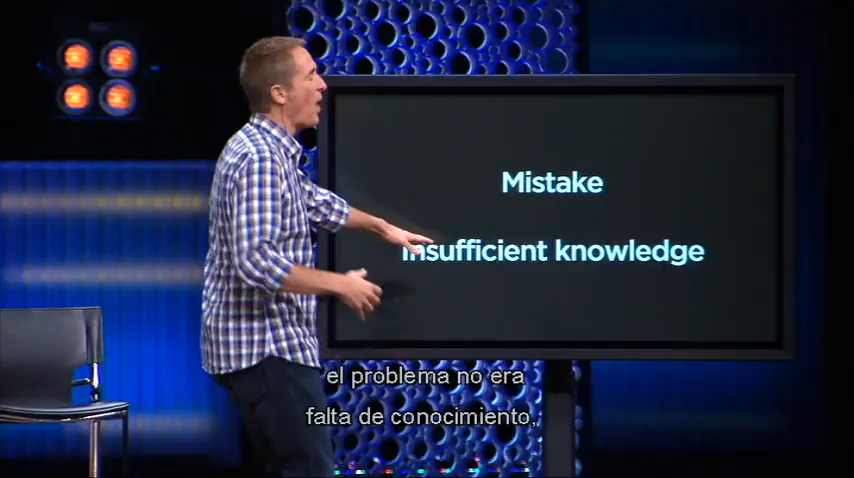 Mistake
Insufficient knowledge
el problema no era
falta de conocimiento,